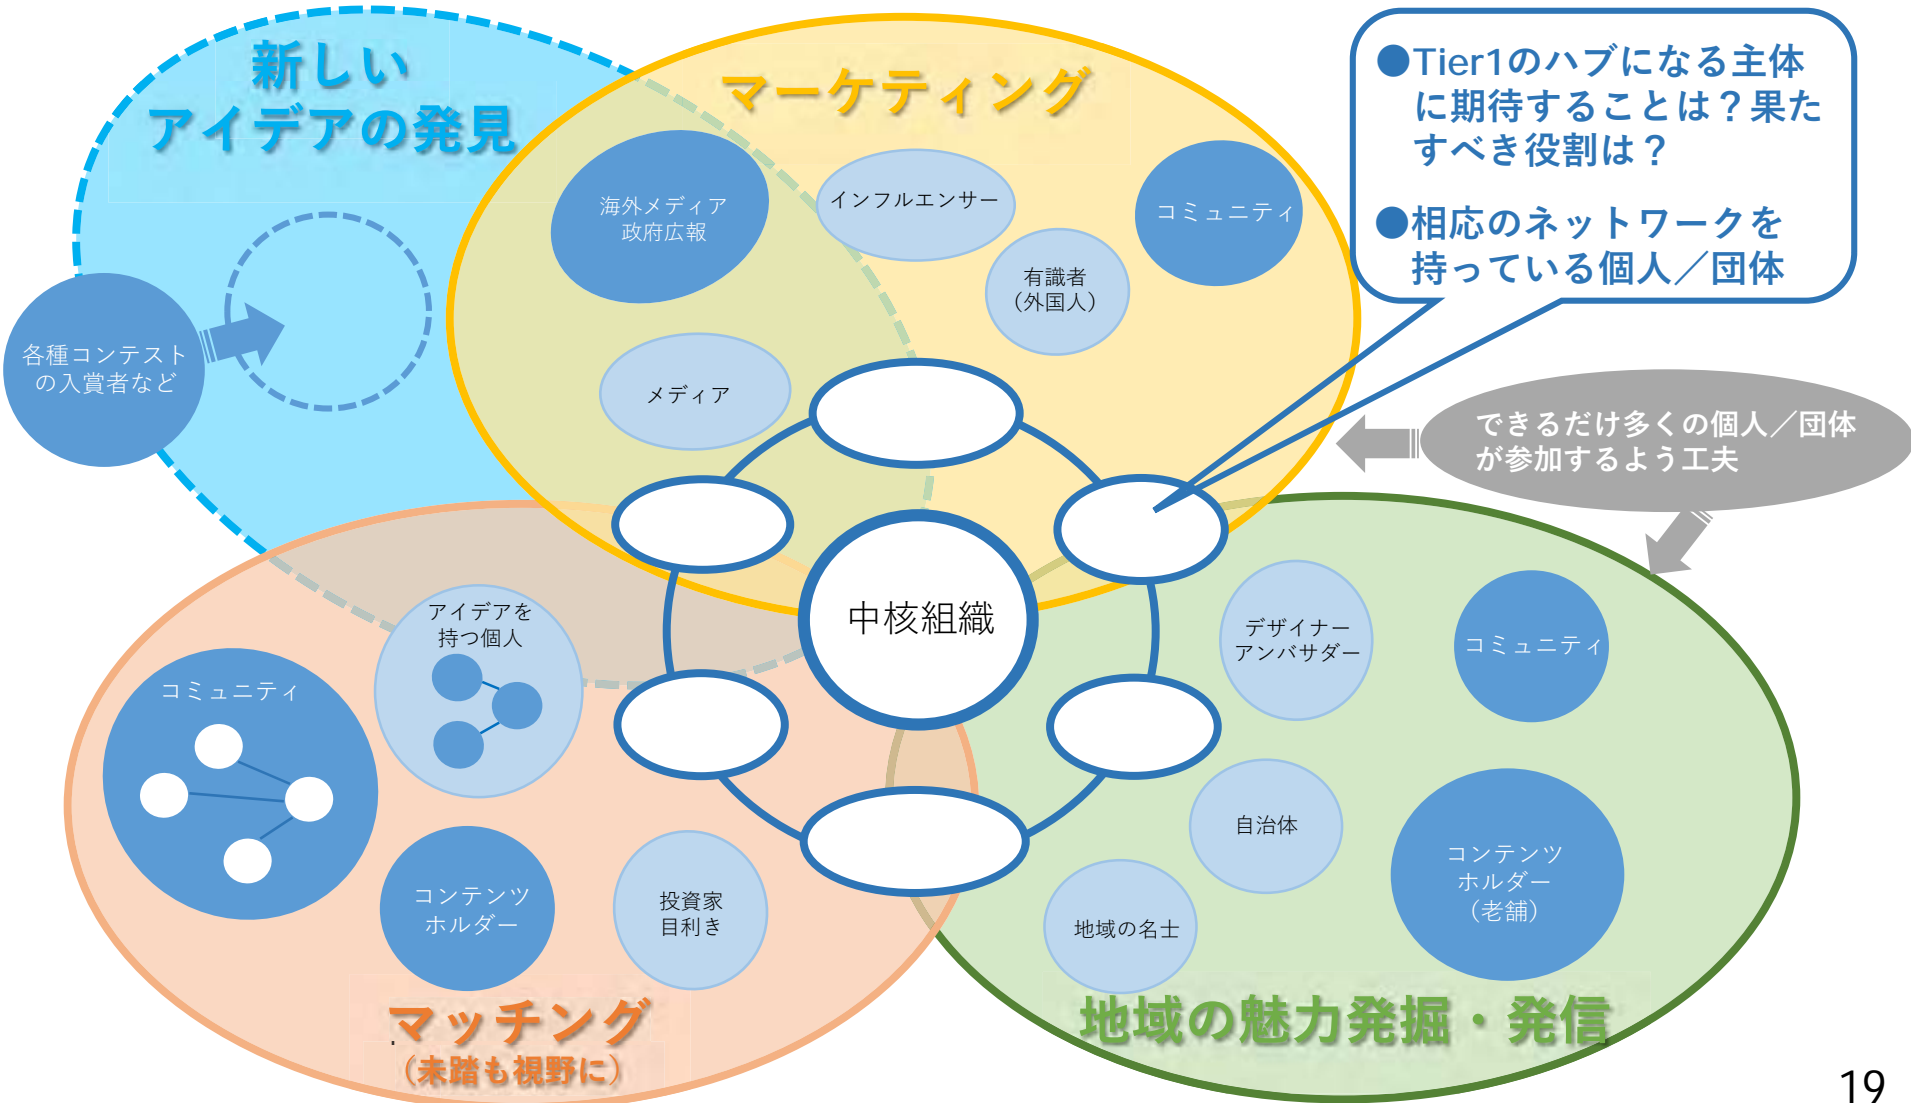 新しい
アイデアの発見
マーケティング
●Tier1のハブになる主体
に期待することは？果た
すべき役割は？
●相応のネットワークを
持っている個人／団体
海外メディア
政府広報
インフルエンサー
コミュニティ
有識者
（外国人）
各種コンテスト
の入賞者など
メディア
できるだけ多くの個人／団体
が参加するよう工夫
中核組織
アイデアを
持つ個人
コミュニティ
デザイナー
アンバサダー
コミュニティ
コンテンツ
ホルダー
投資家
目利き
自治体
地域の名士
コンテンツ
ホルダー
（老舗）
マッチング
（未踏も視野に）
地域の魅力発掘・発信
19